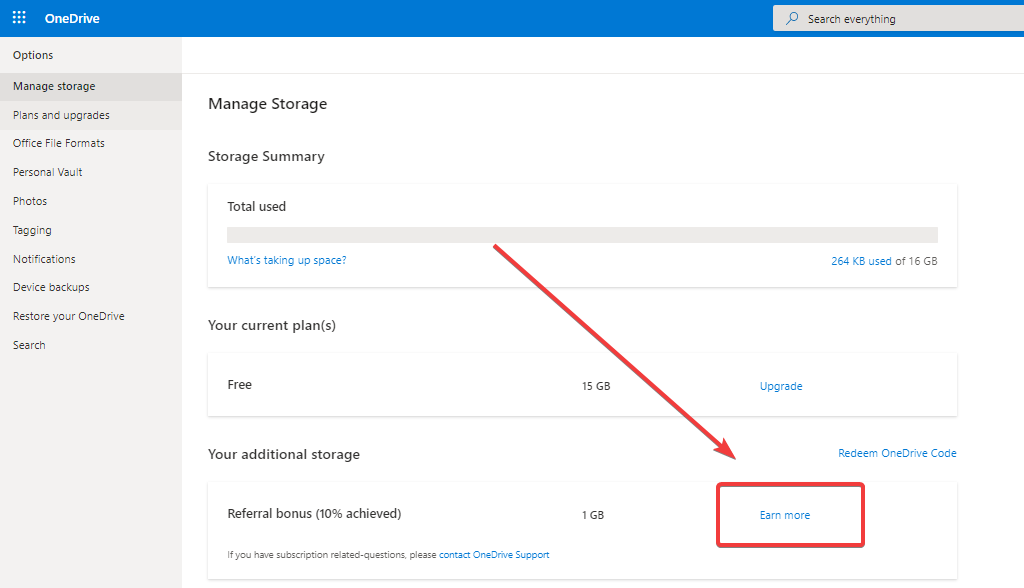 OneDrive
Search everything
Options
Manage storage
Plans and upgrades
Office File Formats
Personal Vault
Photos
Tagging
Notifications
Device backups
Restore your OneDrive
Search
Manage Storage
Storage Summary
Total used
What's taking up space?
264 KB used of 16 GB
Your current plan(s)
Free 15 GB Upgrade
Your additional storage
Redeem OneDrive Code
Referral bonus (10% achieved) 1 GB Earn more
If you have subscription related-questions, please contact OneDrive Support